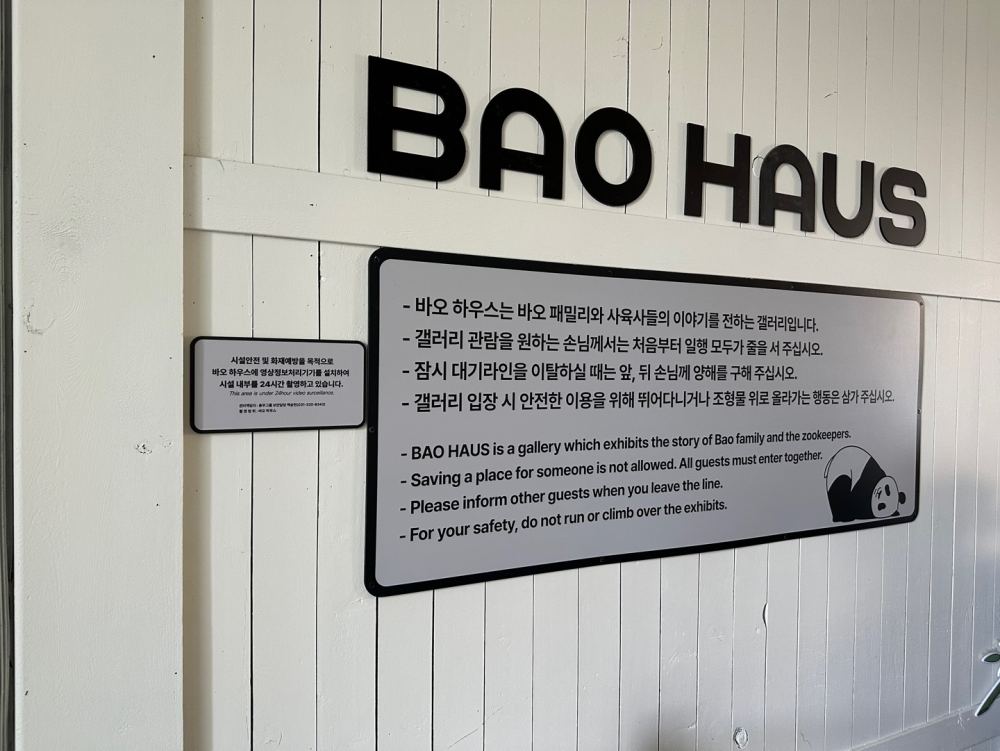 BAO HAUS
- 바오 하우스는 바오 패밀리와 사육사들의 이야기를 전하는 갤러리입니다.
- 갤러리 관람을 원하는 손님께서는 처음부터 일행 모두가 줄을 서 주십시오.
- 잠시 대기라인을 이탈하실 때는 앞, 뒤 손님께 양해를 구해 주십시오.
- 갤러리 입장 시 안전한 이용을 위해 뛰어다니거나 조형물 위로 올라가는 행동은 삼가 주십시오.
- BAO HAUS is a gallery which exhibits the story of Bao family and the zookeepers.
- Saving a place for someone is not allowed. All guests must enter together.
- Please inform other guests when you leave the line.
- For your safety, do not run or climb over the exhibits.
시설안전 및 화재예방을 목적으로
바오 하우스에 영상정보처리기기를 설치하여
시설 내부를 24시간 촬영하고 있습니다.
This area is under 24hour video surceillance.